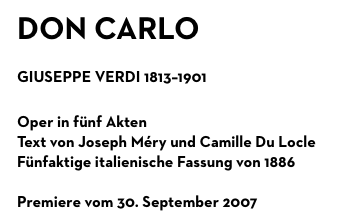 DON CARLO
GIUSEPPE VERDI 1813–1901
Oper in fünf Akten
Text von Joseph Méry und Camille Du Locle
Fünfaktige italienische Fassung von 1886
Premiere vom 30. September 2007